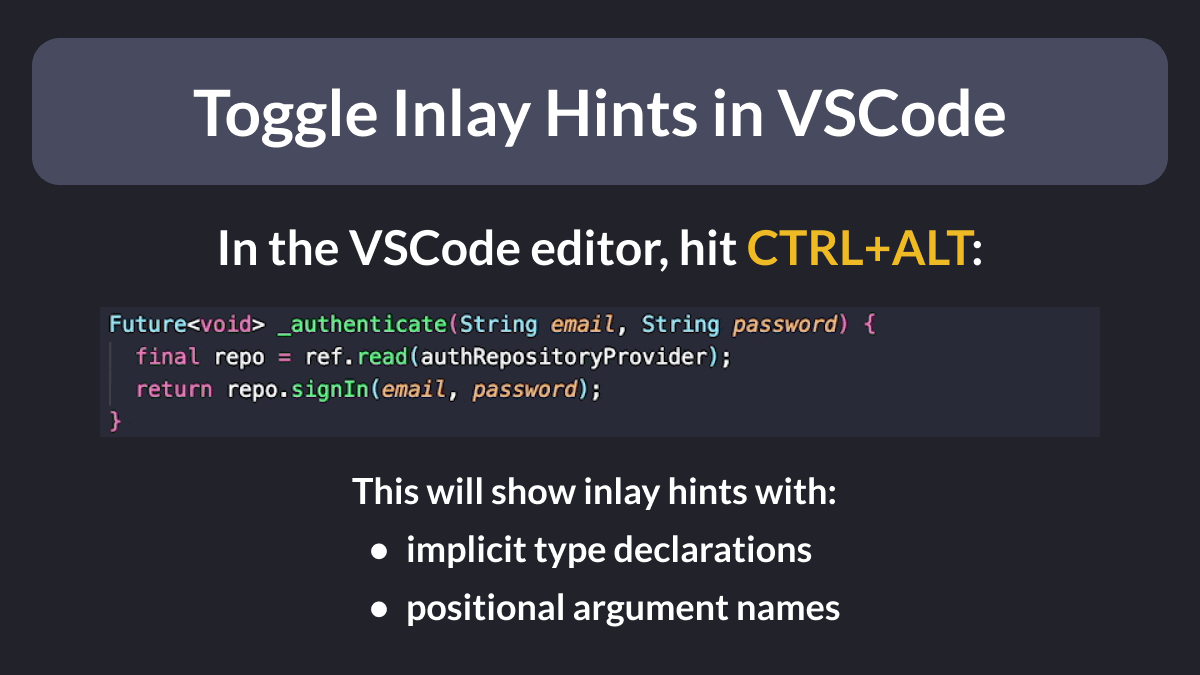 Toggle Inlay Hints in VSCode
In the VSCode editor, hit CTRL+ALT:
Future<void> _authenticate(String email, String password) {
  final repo = ref.read(authRepositoryProvider);
  return repo.signIn(email, password);
}
This will show inlay hints with:
● implicit type declarations
● positional argument names